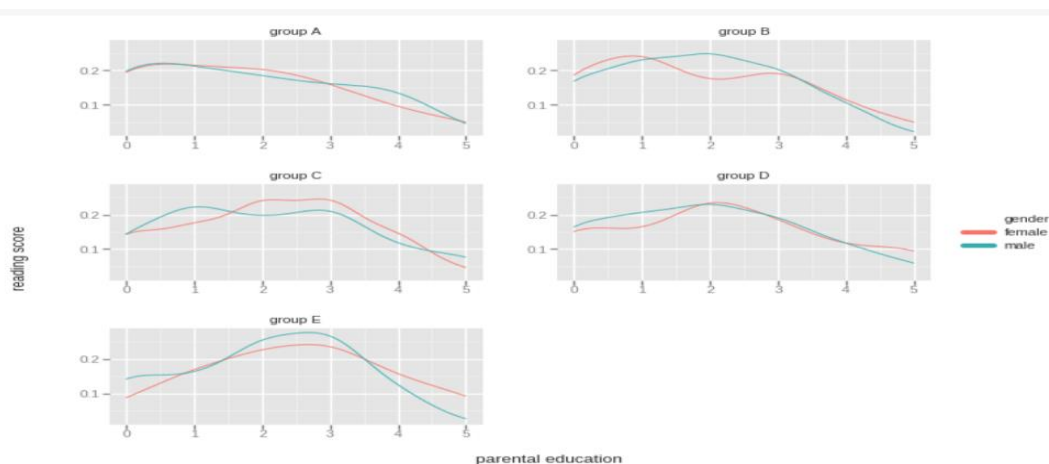 group A
group B
0.2
0.1
0 1 2 3 4 5
0.2
0.1
0 1 2 3 4 5
group C
group D
0.2
0.1
0 1 2 3 4 5
0.2
0.1
0 1 2 3 4 5
group E
0.2
0.1
0 1 2 3 4 5
reading score
parental education
gender
female
male